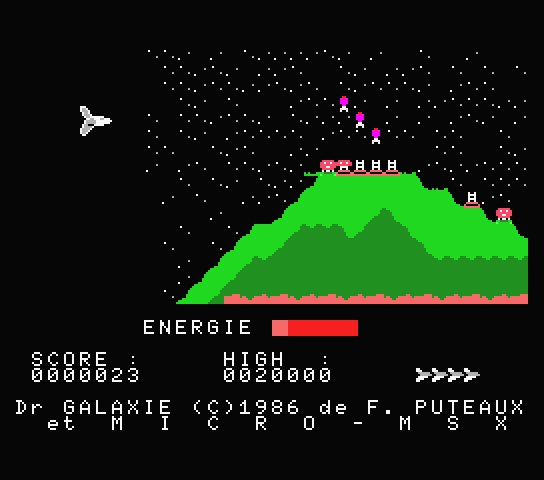 ENERGIE
SCORE : HIGH :
0000023 0020000
Dr GALAXIE (C)1986 de F. PUTEAUX
et M I C R O - M S X